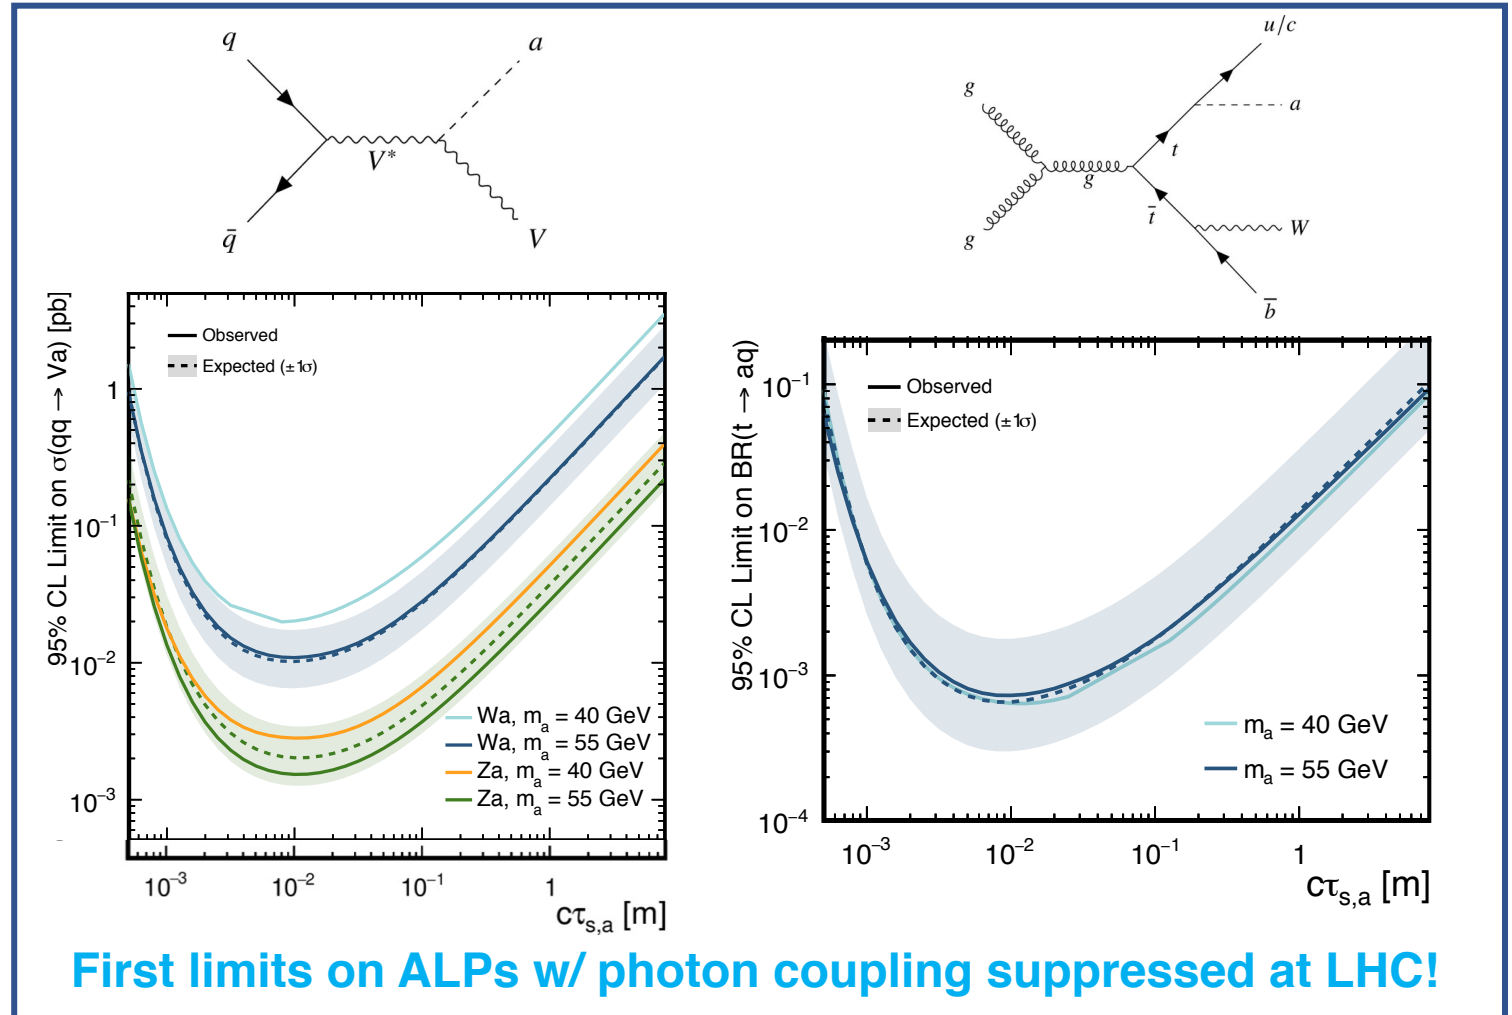 q
a
V*
q̄
V
u/c
g
a
t
g
t̄
g
W
b̄
95% CL Limit on σ(qq → Va) [pb]
Observed
Expected (±1σ)
1
10⁻¹
10⁻²
10⁻³
Wa, mₐ = 40 GeV
Wa, mₐ = 55 GeV
Za, mₐ = 40 GeV
Za, mₐ = 55 GeV
10⁻³ 10⁻² 10⁻¹ 1
cτ_s,a [m]
95% CL Limit on BR(t → aq)
Observed
Expected (±1σ)
10⁻¹
10⁻²
10⁻³
10⁻⁴
mₐ = 40 GeV
mₐ = 55 GeV
10⁻³ 10⁻² 10⁻¹ 1
cτ_s,a [m]
First limits on ALPs w/ photon coupling suppressed at LHC!